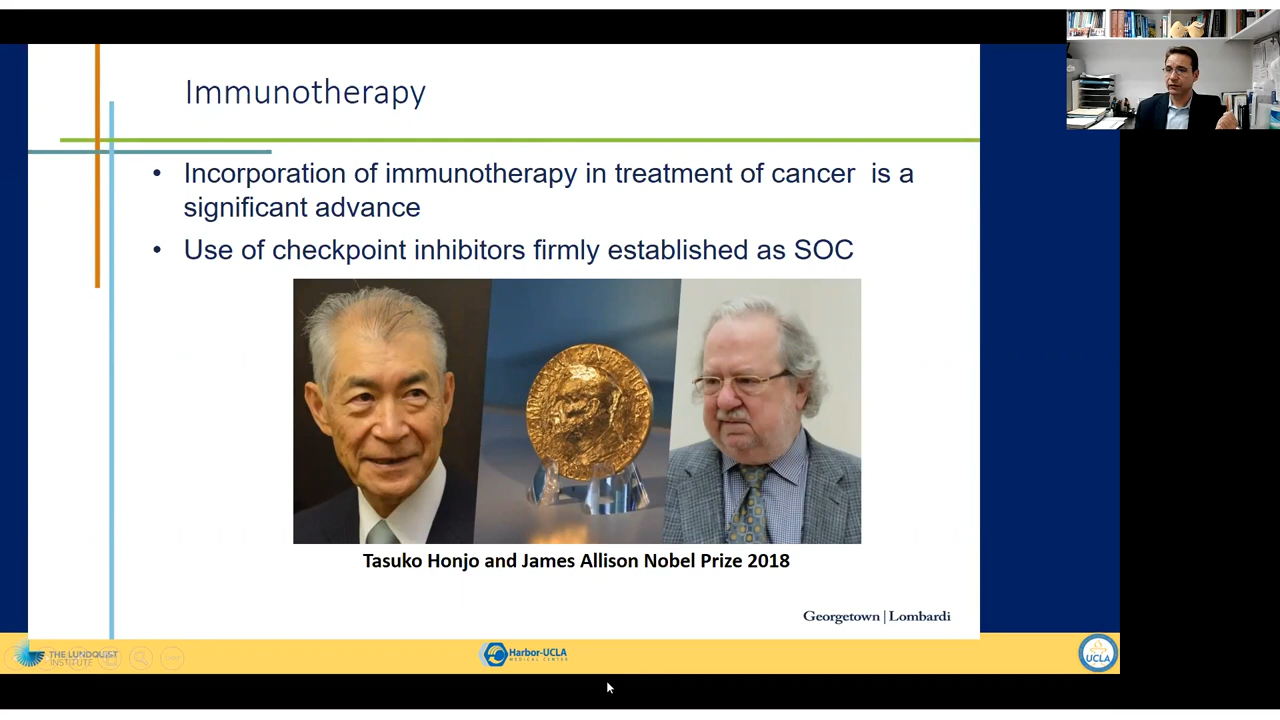 Immunotherapy
• Incorporation of immunotherapy in treatment of cancer is a
significant advance
• Use of checkpoint inhibitors firmly established as SOC
Tasuko Honjo and James Allison Nobel Prize 2018
Georgetown | Lombardi
THE LUNDQUIST
INSTITUTE
Harbor-UCLA
MEDICAL CENTER
UCLA